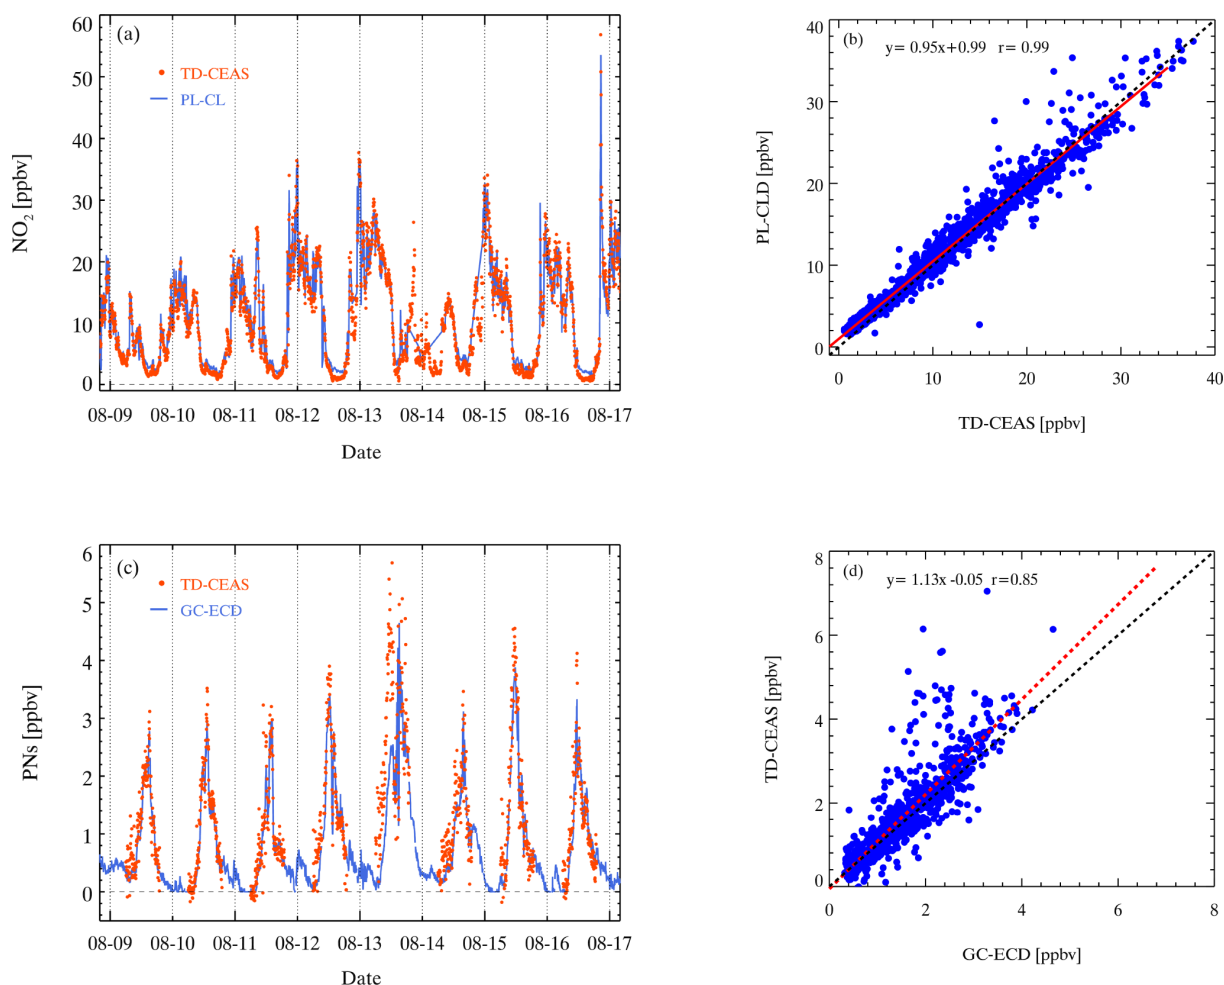 (a)
TD-CEAS
PL-CL
NO2 [ppbv]
60
50
40
30
20
10
0
08-09 08-10 08-11 08-12 08-13 08-14 08-15 08-16 08-17
Date
(b) y= 0.95x+0.99 r= 0.99
PL-CLD [ppbv]
40
30
20
10
0
0 10 20 30 40
TD-CEAS [ppbv]
(c)
TD-CEAS
GC-ECD
PNs [ppbv]
6
5
4
3
2
1
0
08-09 08-10 08-11 08-12 08-13 08-14 08-15 08-16 08-17
Date
(d) y= 1.13x -0.05 r=0.85
TD-CEAS [ppbv]
8
6
4
2
0
0 2 4 6 8
GC-ECD [ppbv]